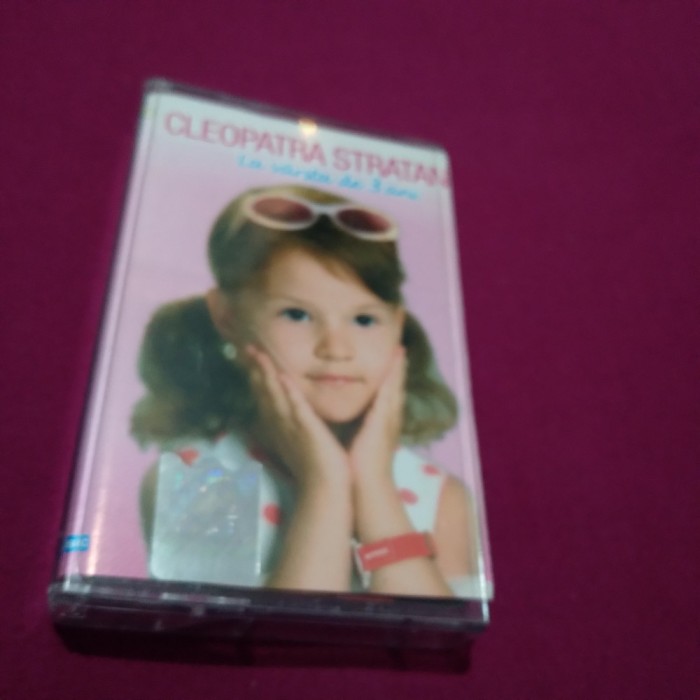 CLEOPATRA STRATAN
La vârsta de 3 ani